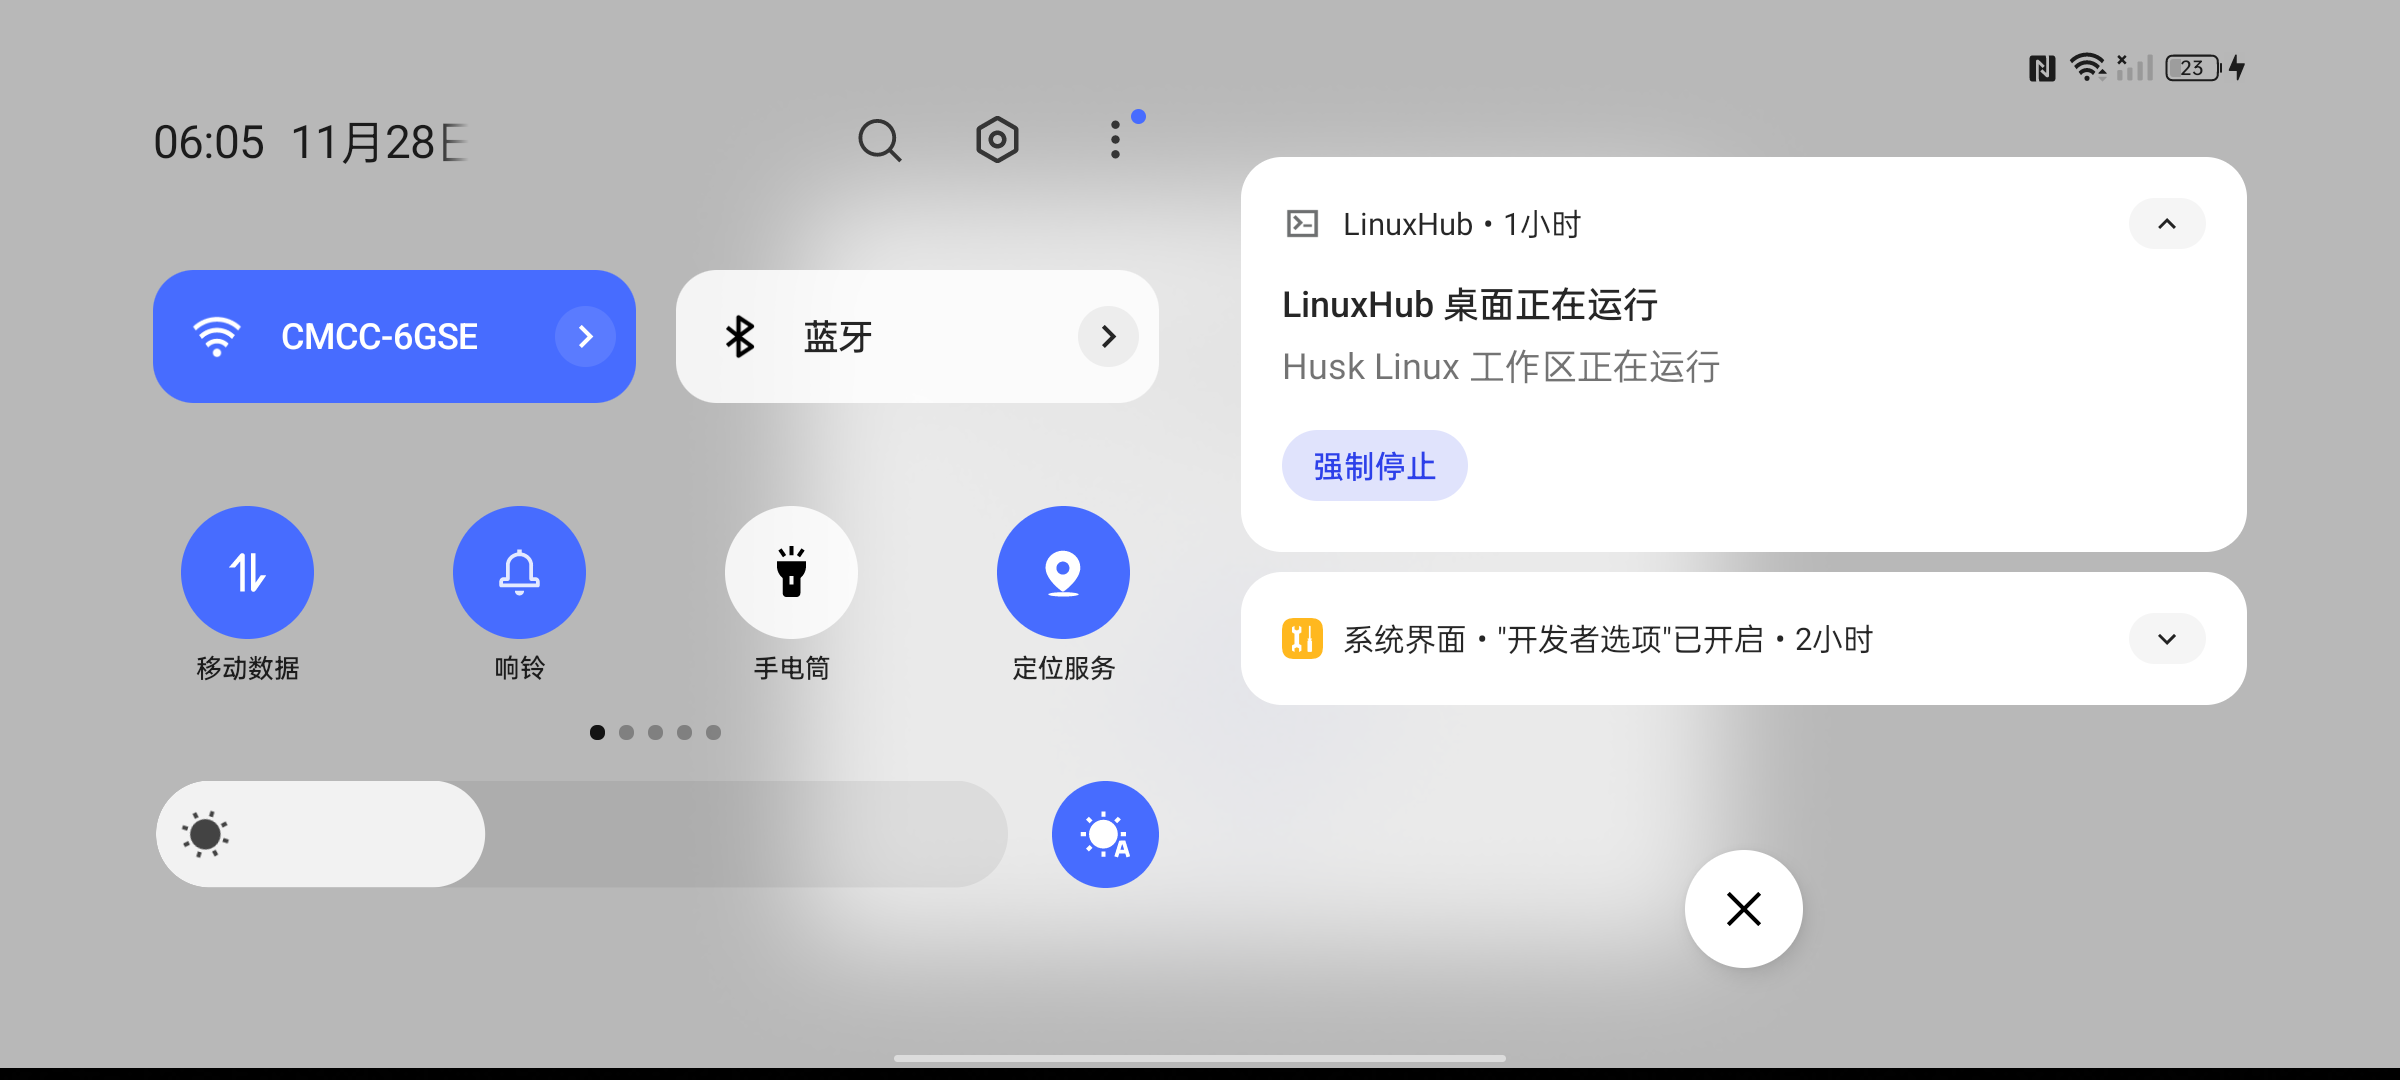 23
06:05 11月28日
CMCC-6GSE
蓝牙
移动数据
响铃
手电筒
定位服务
A
LinuxHub • 1小时
LinuxHub 桌面正在运行
Husk Linux 工作区正在运行
强制停止
系统界面 • "开发者选项"已开启 • 2小时